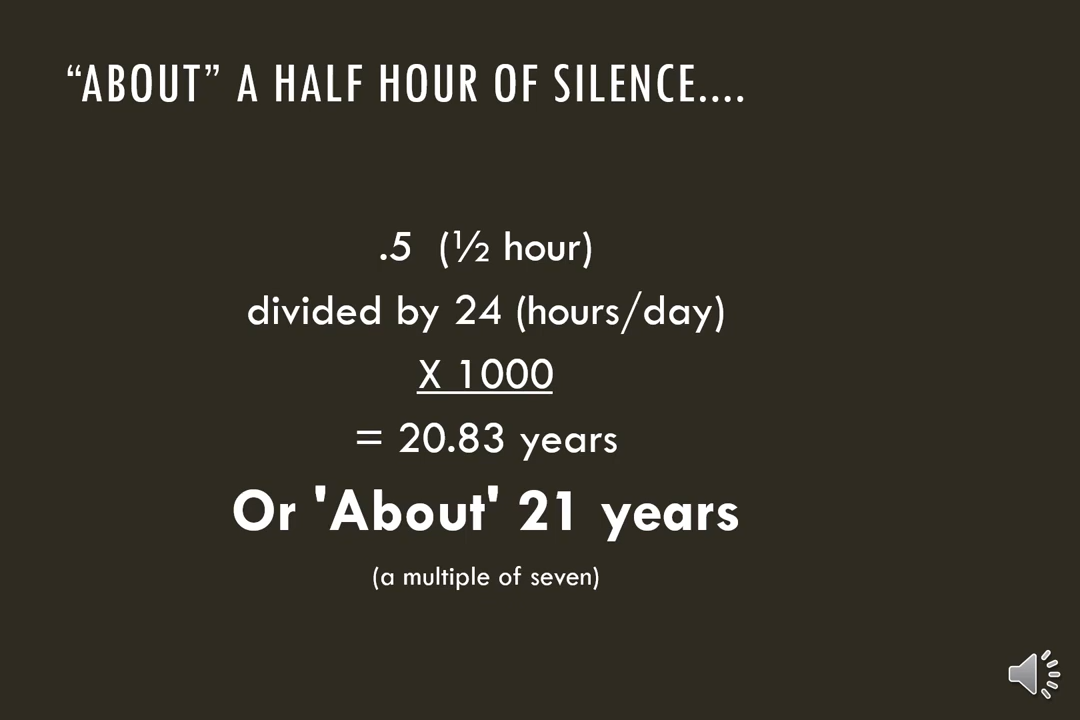 “ABOUT” A HALF HOUR OF SILENCE....
.5 (½ hour)
divided by 24 (hours/day)
X 1000
= 20.83 years
Or 'About' 21 years
(a multiple of seven)